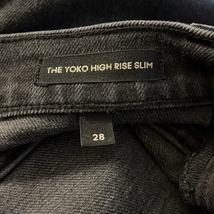 THE YOKO HIGH RISE SLIM
28